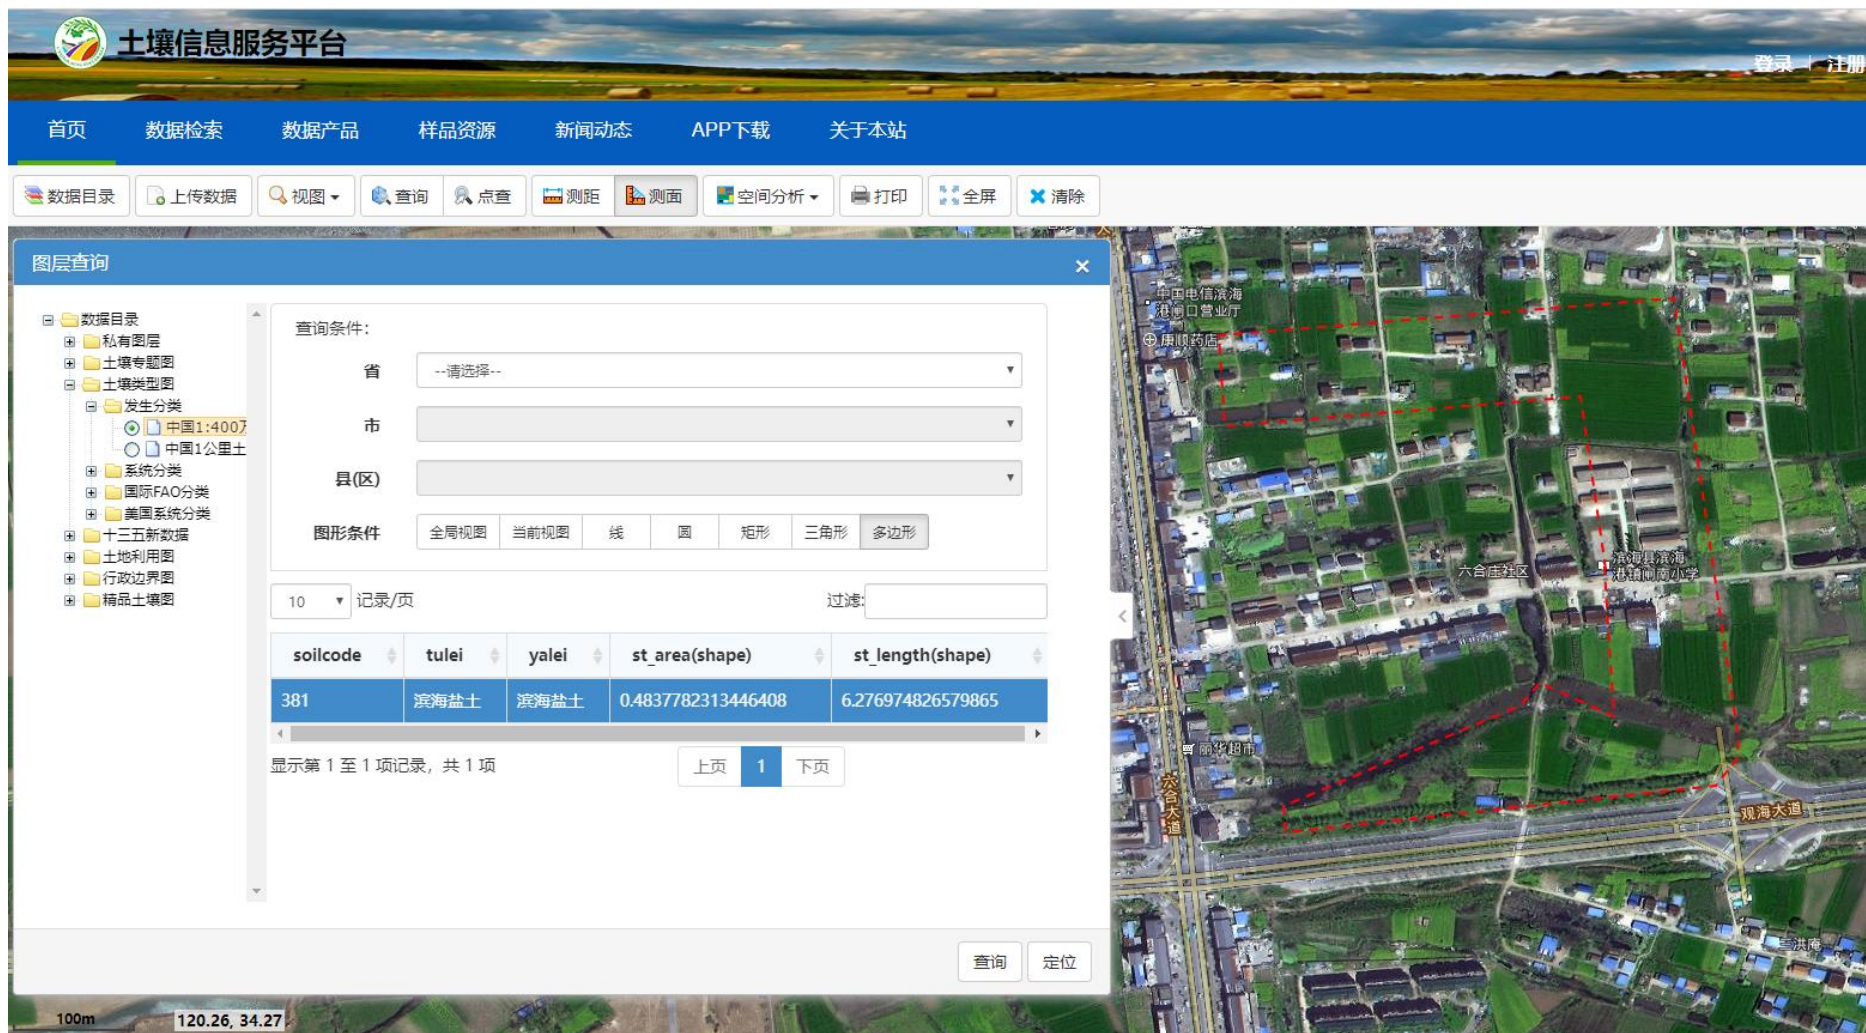 土壤信息服务平台
登录 | 注册
首页 数据检索 数据产品 样品资源 新闻动态 APP下载 关于本站
数据目录 上传数据 视图 查询 点查 测距 测面 空间分析 打印 全屏 清除
图层查询
数据目录
私有图层
土壤专题图
土壤类型图
发生分类
中国1:400万
中国1公里土
系统分类
国际FAO分类
美国系统分类
十三五新数据
土地利用图
行政边界图
精品土壤图
查询条件:
省 --请选择--
市
县(区)
图形条件 全局视图 当前视图 线 圆 矩形 三角形 多边形
10 记录/页 过滤:
soilcode tulei yalei st_area(shape) st_length(shape)
381 滨海盐土 滨海盐土 0.4837782313446408 6.276974826579865
显示第 1 至 1 项记录，共 1 项 上页 1 下页
查询 定位
中国电信滨海
港闸口营业厅
康顺药店
六合庄社区
滨海县滨海
港镇闸南小学
丽华超市
六合大道
观海大道
三洪庵
100m 120.26, 34.27